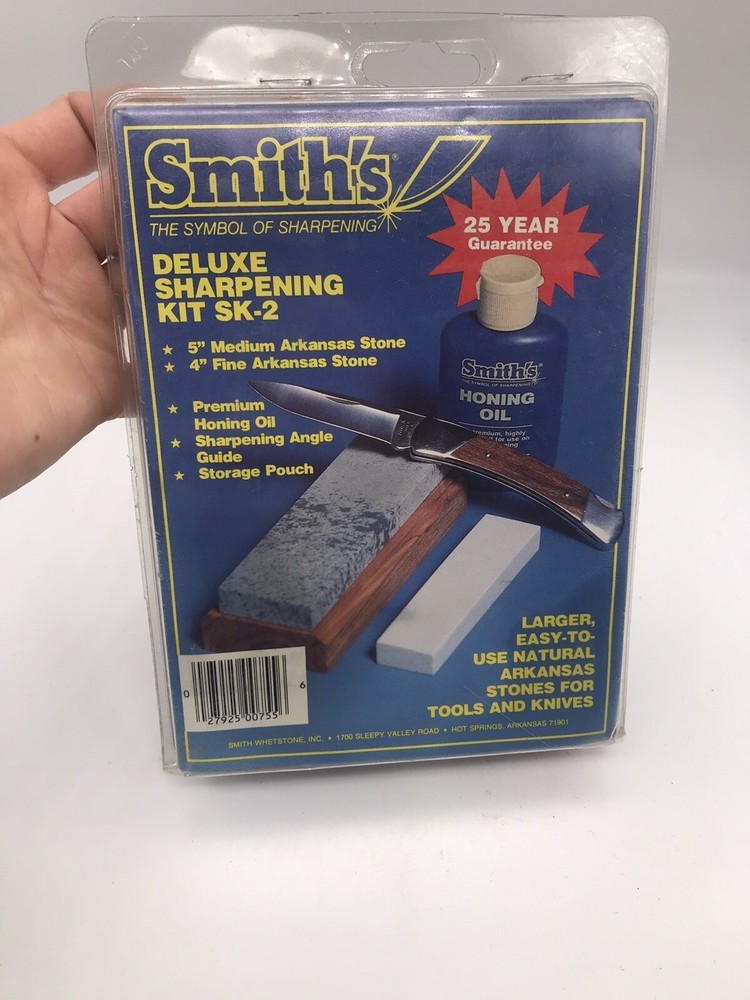 Smith's®
THE SYMBOL OF SHARPENING
25 YEAR
Guarantee
DELUXE
SHARPENING
KIT SK-2
★ 5" Medium Arkansas Stone
★ 4" Fine Arkansas Stone
★ Premium
Honing Oil
★ Sharpening Angle
Guide
★ Storage Pouch
Smith's
THE SYMBOL OF SHARPENING
HONING
OIL
LARGER,
EASY-TO-
USE NATURAL
ARKANSAS
STONES FOR
TOOLS AND KNIVES
0 27925 00755 6
SMITH WHETSTONE, INC. • 1700 SLEEPY VALLEY ROAD • HOT SPRINGS, ARKANSAS 71901